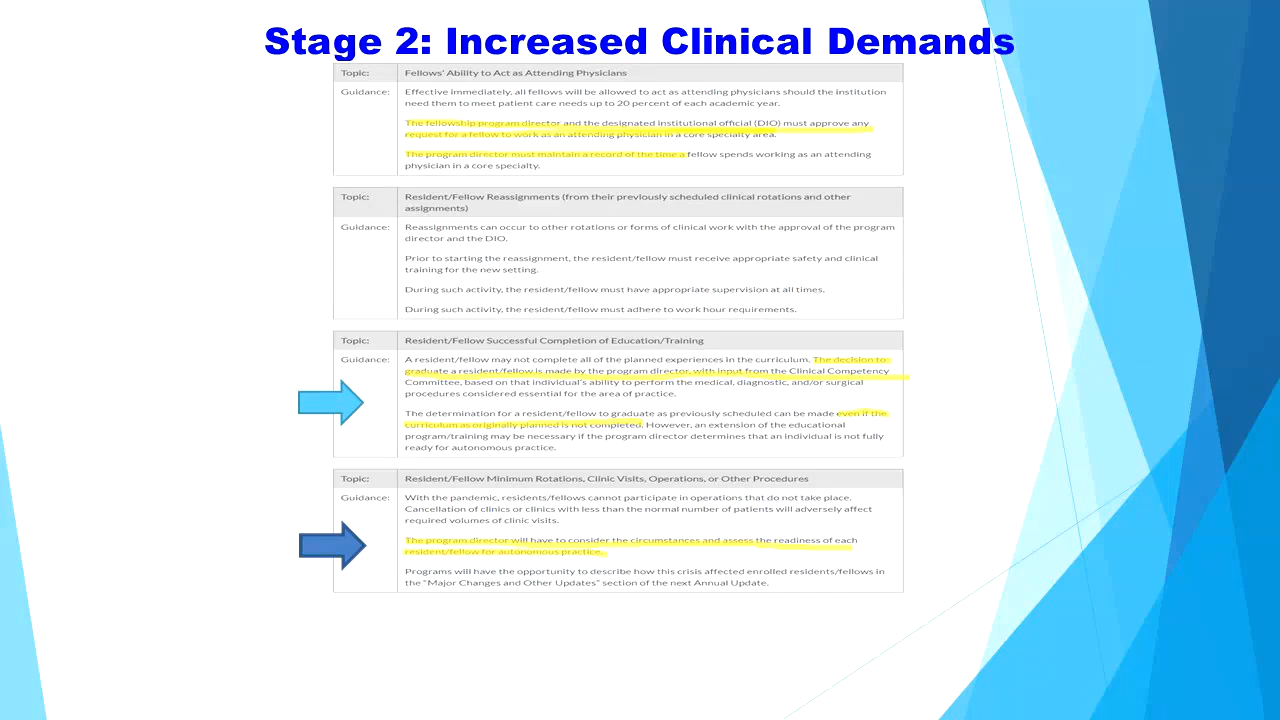 Stage 2: Increased Clinical Demands
Topic: Fellows' Ability to Act as Attending Physicians
Guidance: Effective immediately, all fellows will be allowed to act as attending physicians should the institution
need them to meet patient care needs up to 20 percent of each academic year.
The fellowship program director and the designated institutional official (DIO) must approve any
request for a fellow to work as an attending physician in a core specialty area.
The program director must maintain a record of the time a fellow spends working as an attending
physician in a core specialty.
Topic: Resident/Fellow Reassignments (from their previously scheduled clinical rotations and other
assignments)
Guidance: Reassignments can occur to other rotations or forms of clinical work with the approval of the program
director and the DIO.
Prior to starting the reassignment, the resident/fellow must receive appropriate safety and clinical
training for the new setting.
During such activity, the resident/fellow must have appropriate supervision at all times.
During such activity, the resident/fellow must adhere to work hour requirements.
Topic: Resident/Fellow Successful Completion of Education/Training
Guidance: A resident/fellow may not complete all of the planned experiences in the curriculum. The decision to
graduate a resident/fellow is made by the program director, with input from the Clinical Competency
Committee, based on that individual's ability to perform the medical, diagnostic, and/or surgical
procedures considered essential for the area of practice.
The determination for a resident/fellow to graduate as previously scheduled can be made even if the
curriculum as originally planned is not completed. However, an extension of the educational
program/training may be necessary if the program director determines that an individual is not fully
ready for autonomous practice.
Topic: Resident/Fellow Minimum Rotations, Clinic Visits, Operations, or Other Procedures
Guidance: With the pandemic, residents/fellows cannot participate in operations that do not take place.
Cancellation of clinics or clinics with less than the normal number of patients will adversely affect
required volumes of clinic visits.
The program director will have to consider the circumstances and assess the readiness of each
resident/fellow for autonomous practice.
Programs will have the opportunity to describe how this crisis affected enrolled residents/fellows in
the "Major Changes and Other Updates" section of the next Annual Update.